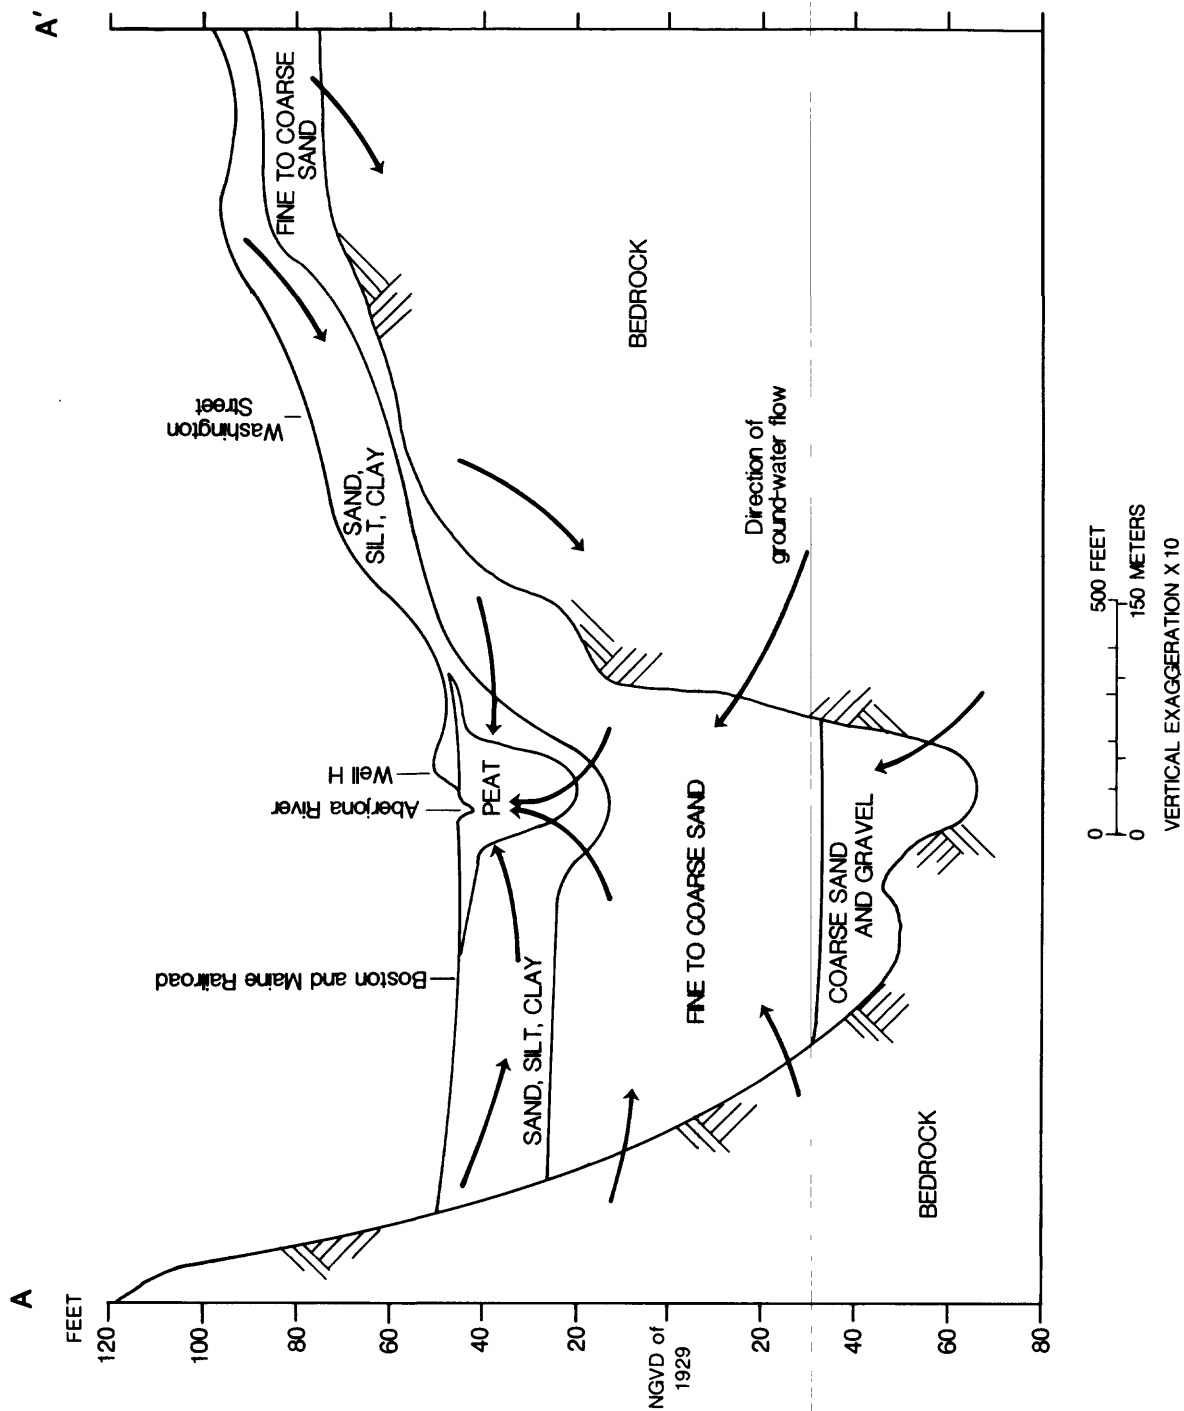 A
A'
FEET
120
100
80
60
40
20
NGVD of
1929
20
40
60
80
Boston and Maine Railroad
Aberjona River
Well H
Washington
Street
PEAT
SAND, SILT, CLAY
SAND,
SILT, CLAY
FINE TO COARSE
SAND
FINE TO COARSE SAND
COARSE SAND
AND GRAVEL
BEDROCK
BEDROCK
Direction of
ground-water flow
0
500 FEET
0
150 METERS
VERTICAL EXAGGERATION X10